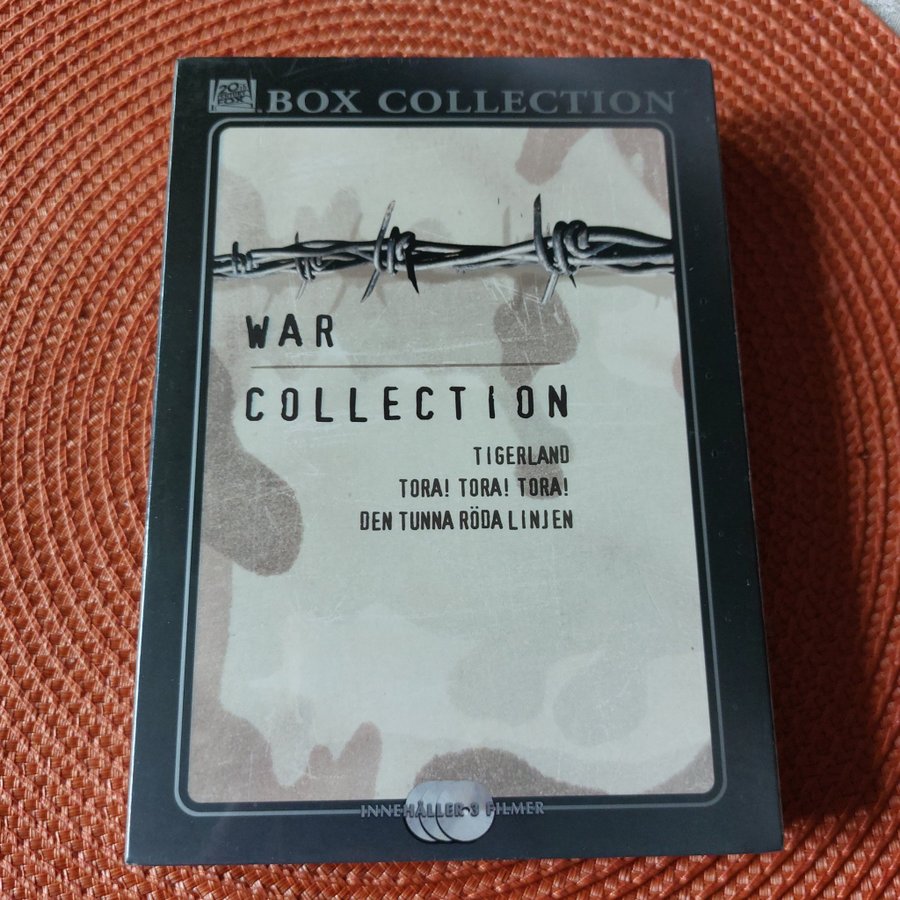 20th
CENTURY
FOX
BOX COLLECTION
WAR
COLLECTION
TIGERLAND
TORA! TORA! TORA!
DEN TUNNA RÖDA LINJEN
INNEHÅLLER 3 FILMER